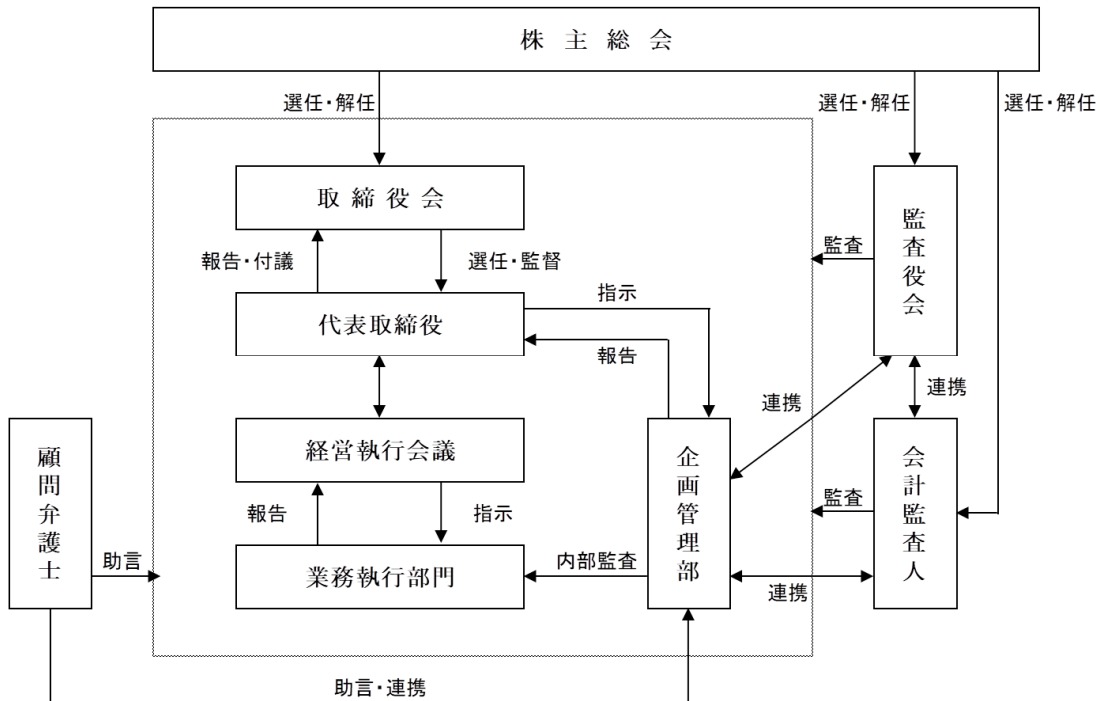 株主総会
選任・解任
選任・解任
選任・解任
取締役会
監査役会
報告・付議
選任・監督
監査
代表取締役
指示
報告
連携
連携
顧問弁護士
経営執行会議
企画管理部
会計監査人
報告
指示
監査
助言
業務執行部門
内部監査
連携
助言・連携